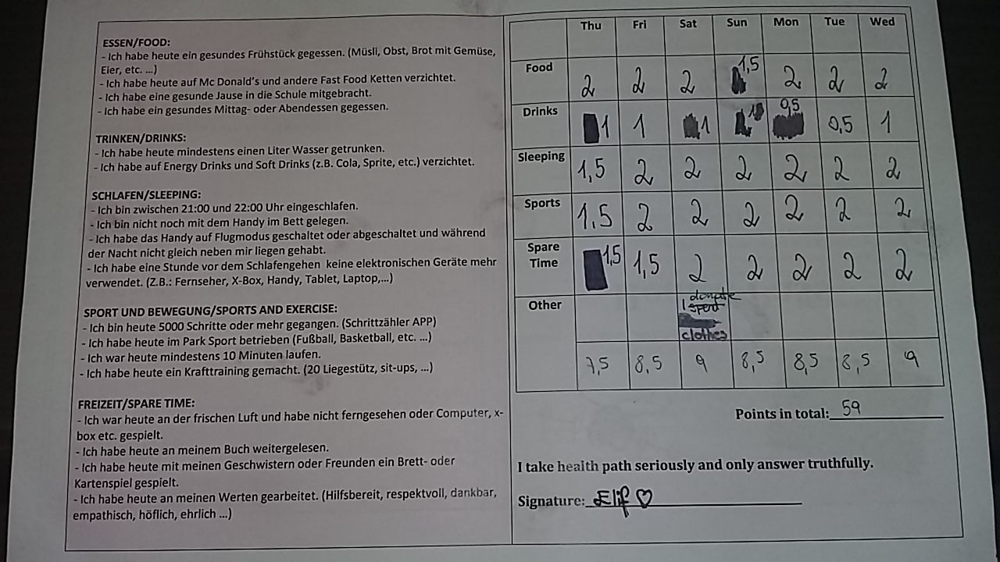 ESSEN/FOOD:
- Ich habe heute ein gesundes Frühstück gegessen. (Müsli, Obst, Brot mit Gemüse,
Eier, etc. ...)
- Ich habe heute auf Mc Donald's und andere Fast Food Ketten verzichtet.
- Ich habe eine gesunde Jause in die Schule mitgebracht.
- Ich habe ein gesundes Mittag- oder Abendessen gegessen.
TRINKEN/DRINKS:
- Ich habe heute mindestens einen Liter Wasser getrunken.
- Ich habe auf Energy Drinks und Soft Drinks (z.B. Cola, Sprite, etc.) verzichtet.
SCHLAFEN/SLEEPING:
- Ich bin zwischen 21:00 und 22:00 Uhr eingeschlafen.
- Ich bin nicht noch mit dem Handy im Bett gelegen.
- Ich habe das Handy auf Flugmodus geschaltet oder abgeschaltet und während
der Nacht nicht gleich neben mir liegen gehabt.
- Ich habe eine Stunde vor dem Schlafengehen keine elektronischen Geräte mehr
verwendet. (Z.B.: Fernseher, X-Box, Handy, Tablet, Laptop,...)
SPORT UND BEWEGUNG/SPORTS AND EXERCISE:
- Ich bin heute 5000 Schritte oder mehr gegangen. (Schrittzähler APP)
- Ich habe heute im Park Sport betrieben (Fußball, Basketball, etc. ...)
- Ich war heute mindestens 10 Minuten laufen.
- Ich habe heute ein Krafttraining gemacht. (20 Liegestütz, sit-ups, ...)
FREIZEIT/SPARE TIME:
- Ich war heute an der frischen Luft und habe nicht ferngesehen oder Computer, x-
box etc. gespielt.
- Ich habe heute an meinem Buch weitergelesen.
- Ich habe heute mit meinen Geschwistern oder Freunden ein Brett- oder
Kartenspiel gespielt.
- Ich habe heute an meinen Werten gearbeitet. (Hilfsbereit, respektvoll, dankbar,
empathisch, höflich, ehrlich ...)
Thu Fri Sat Sun Mon Tue Wed
Food 2 2 2 1,5 2 2 2
Drinks 1 1 1 0,5 0,5 1
Sleeping 1,5 2 2 2 2 2 2
Sports 1,5 2 2 2 2 2 2
Spare
Time 1,5 1,5 2 2 2 2 2
Other
donate
I spend
clothes
7,5 8,5 9 8,5 8,5 8,5 9
Points in total: 59
I take health path seriously and only answer truthfully.
Signature: Elif ♡